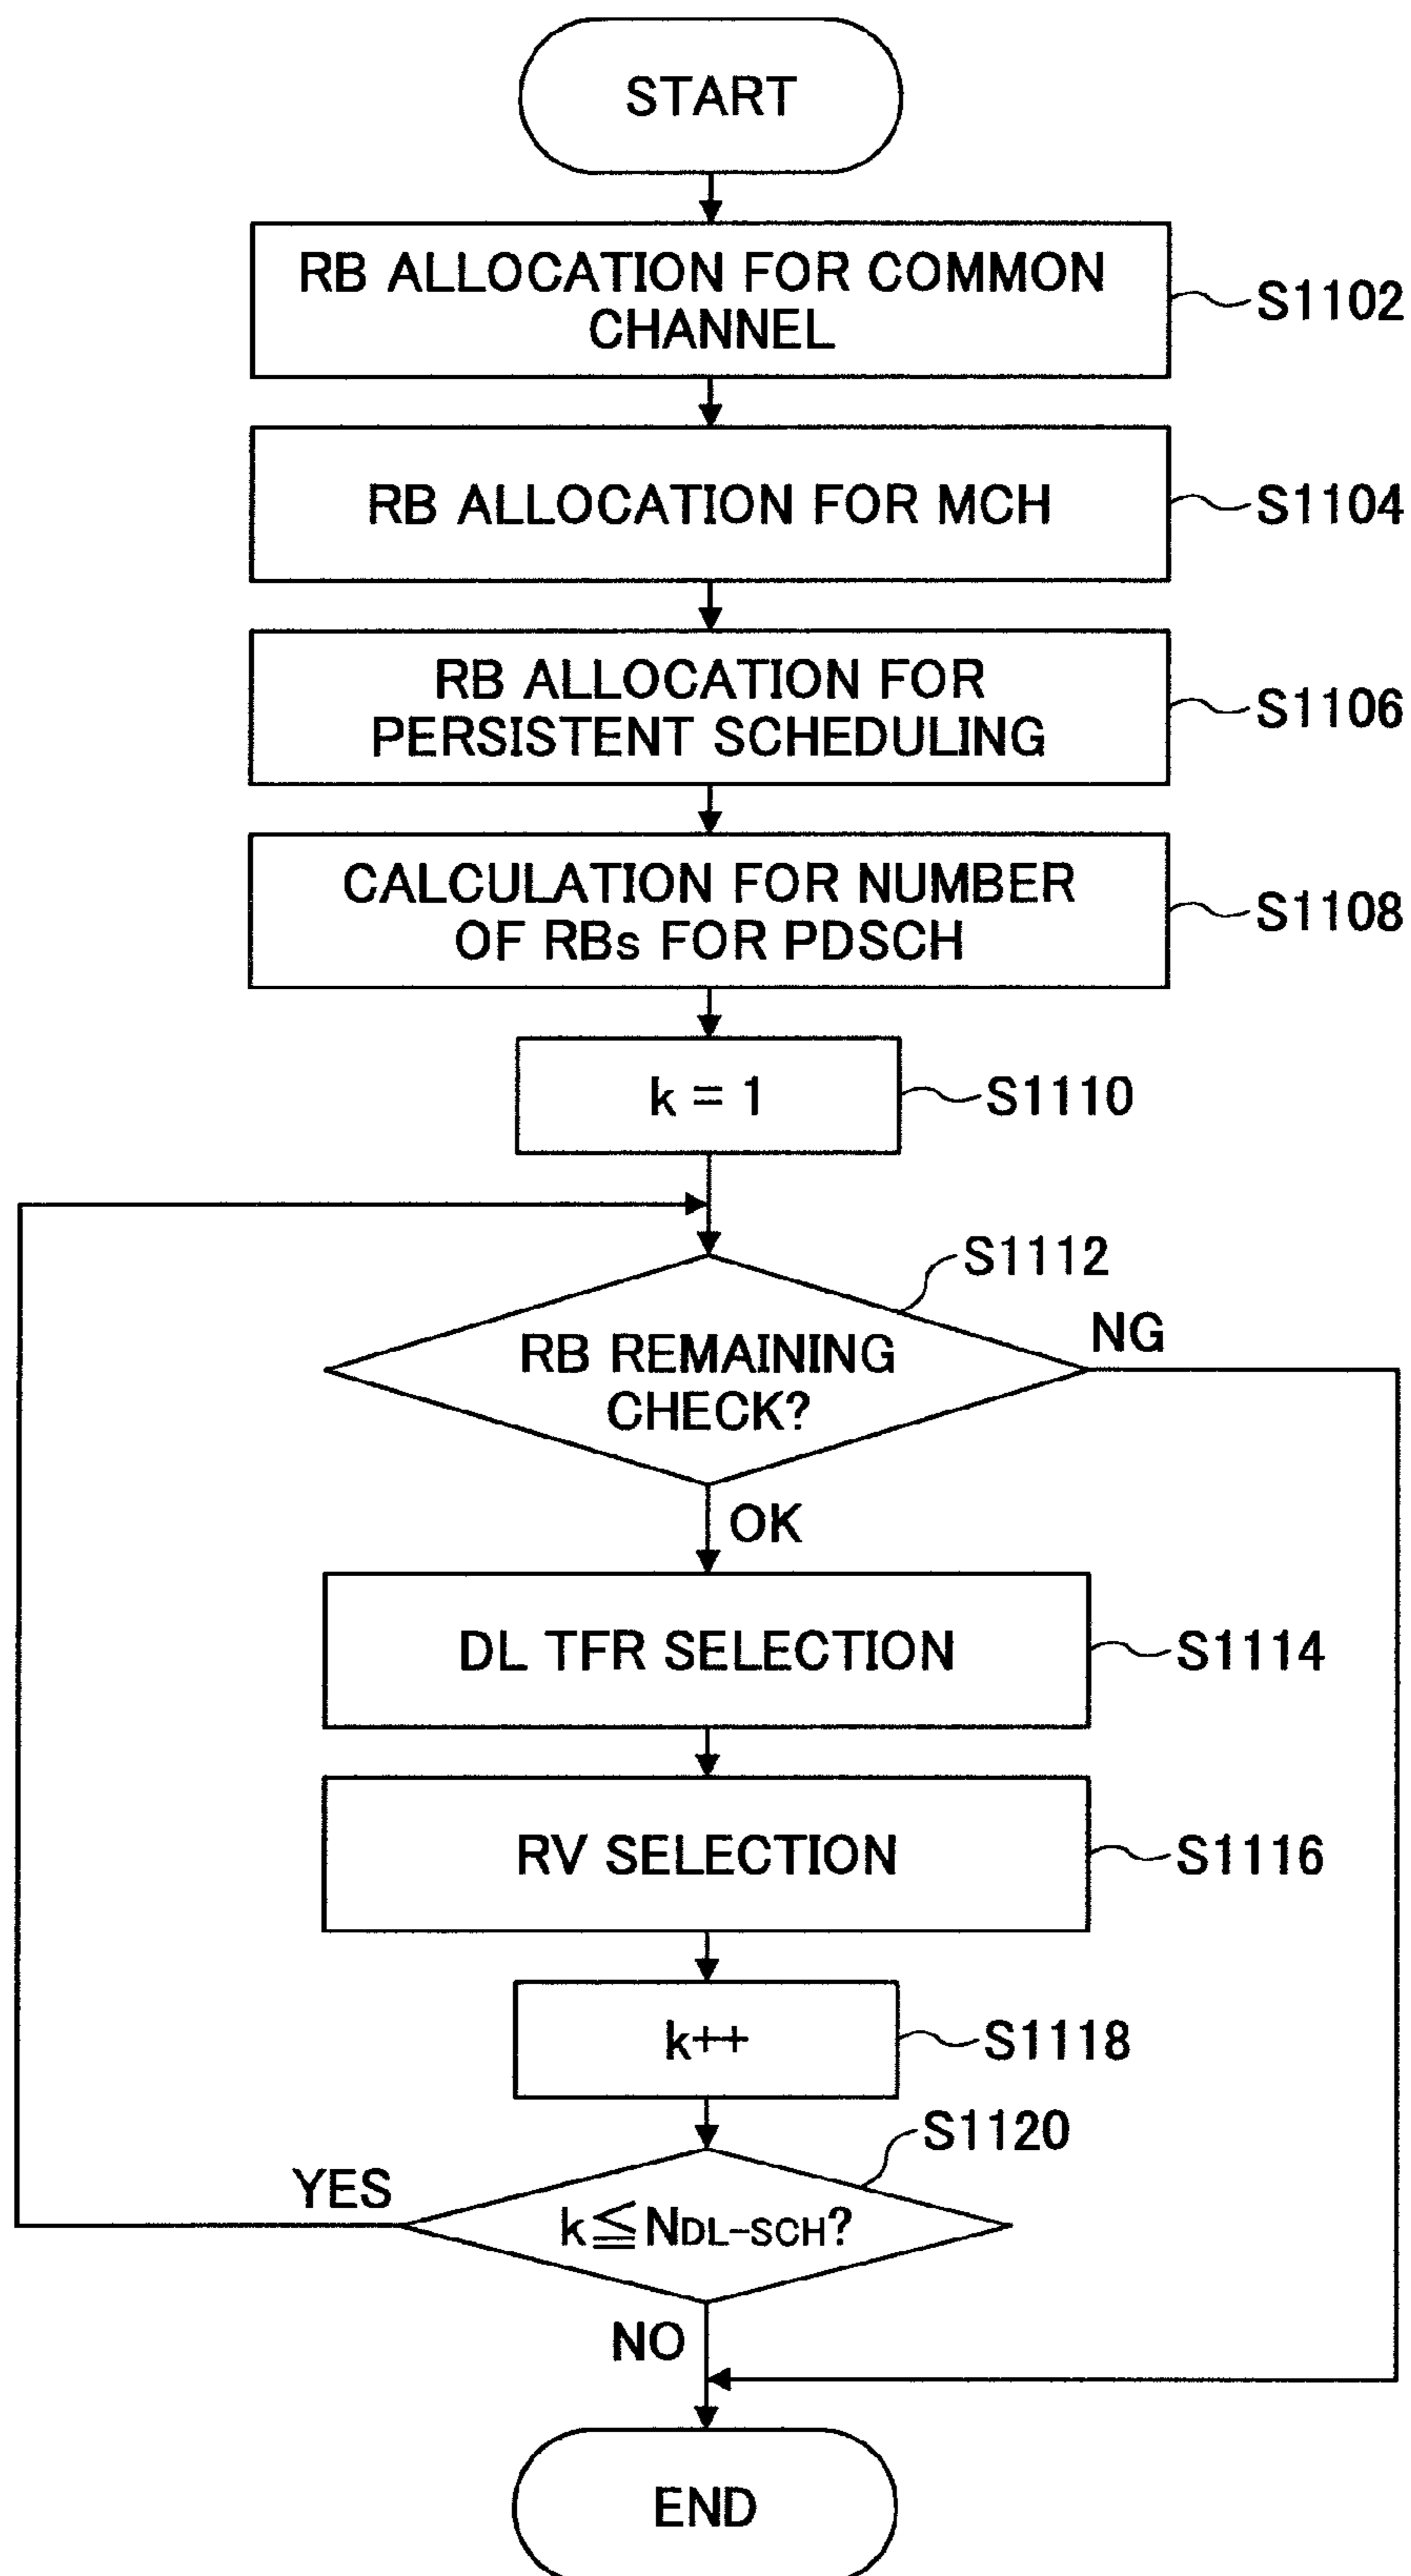 START
RB ALLOCATION FOR COMMON
CHANNEL
S1102
RB ALLOCATION FOR MCH
S1104
RB ALLOCATION FOR
PERSISTENT SCHEDULING
S1106
CALCULATION FOR NUMBER
OF RBs FOR PDSCH
S1108
k = 1
S1110
S1112
RB REMAINING
CHECK?
NG
OK
DL TFR SELECTION
S1114
RV SELECTION
S1116
k++
S1118
S1120
YES
k≦NDL-SCH?
NO
END